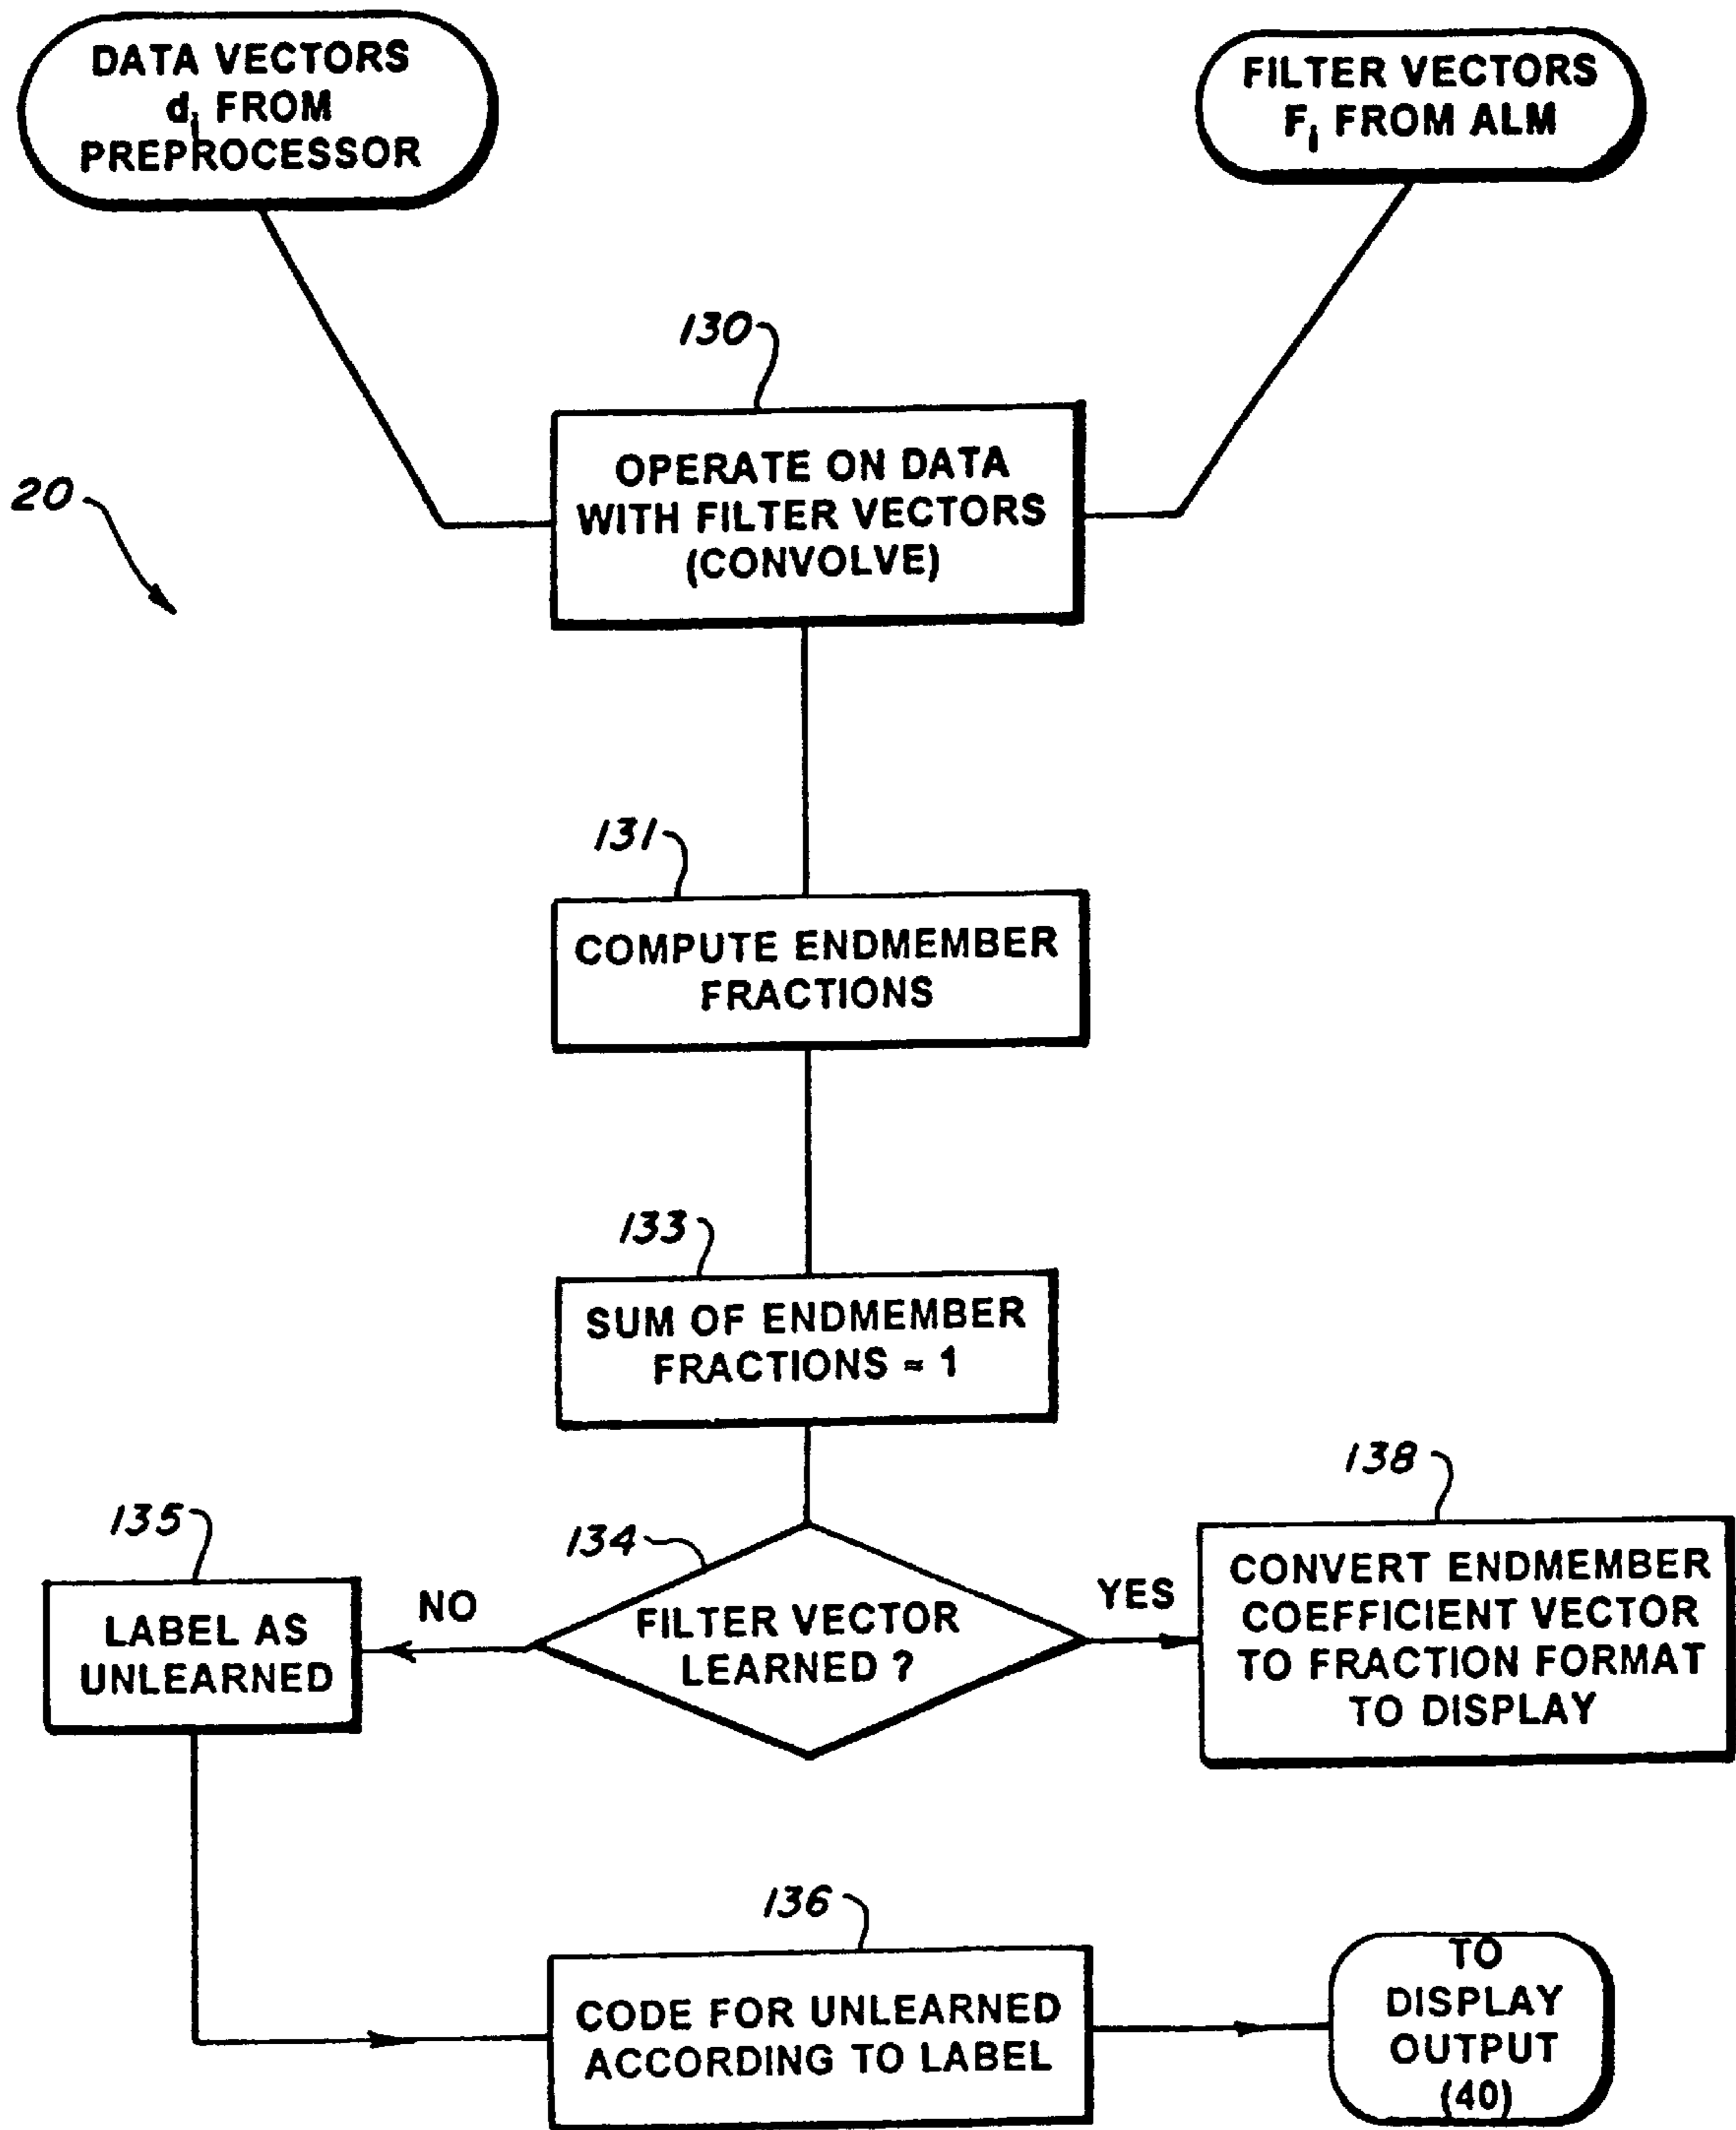 DATA VECTORS
di FROM
PREPROCESSOR
FILTER VECTORS
Fi FROM ALM
130
OPERATE ON DATA
WITH FILTER VECTORS
(CONVOLVE)
20
131
COMPUTE ENDMEMBER
FRACTIONS
133
SUM OF ENDMEMBER
FRACTIONS = 1
134
FILTER VECTOR
LEARNED ?
NO
YES
135
LABEL AS
UNLEARNED
138
CONVERT ENDMEMBER
COEFFICIENT VECTOR
TO FRACTION FORMAT
TO DISPLAY
136
CODE FOR UNLEARNED
ACCORDING TO LABEL
TO
DISPLAY
OUTPUT
(40)